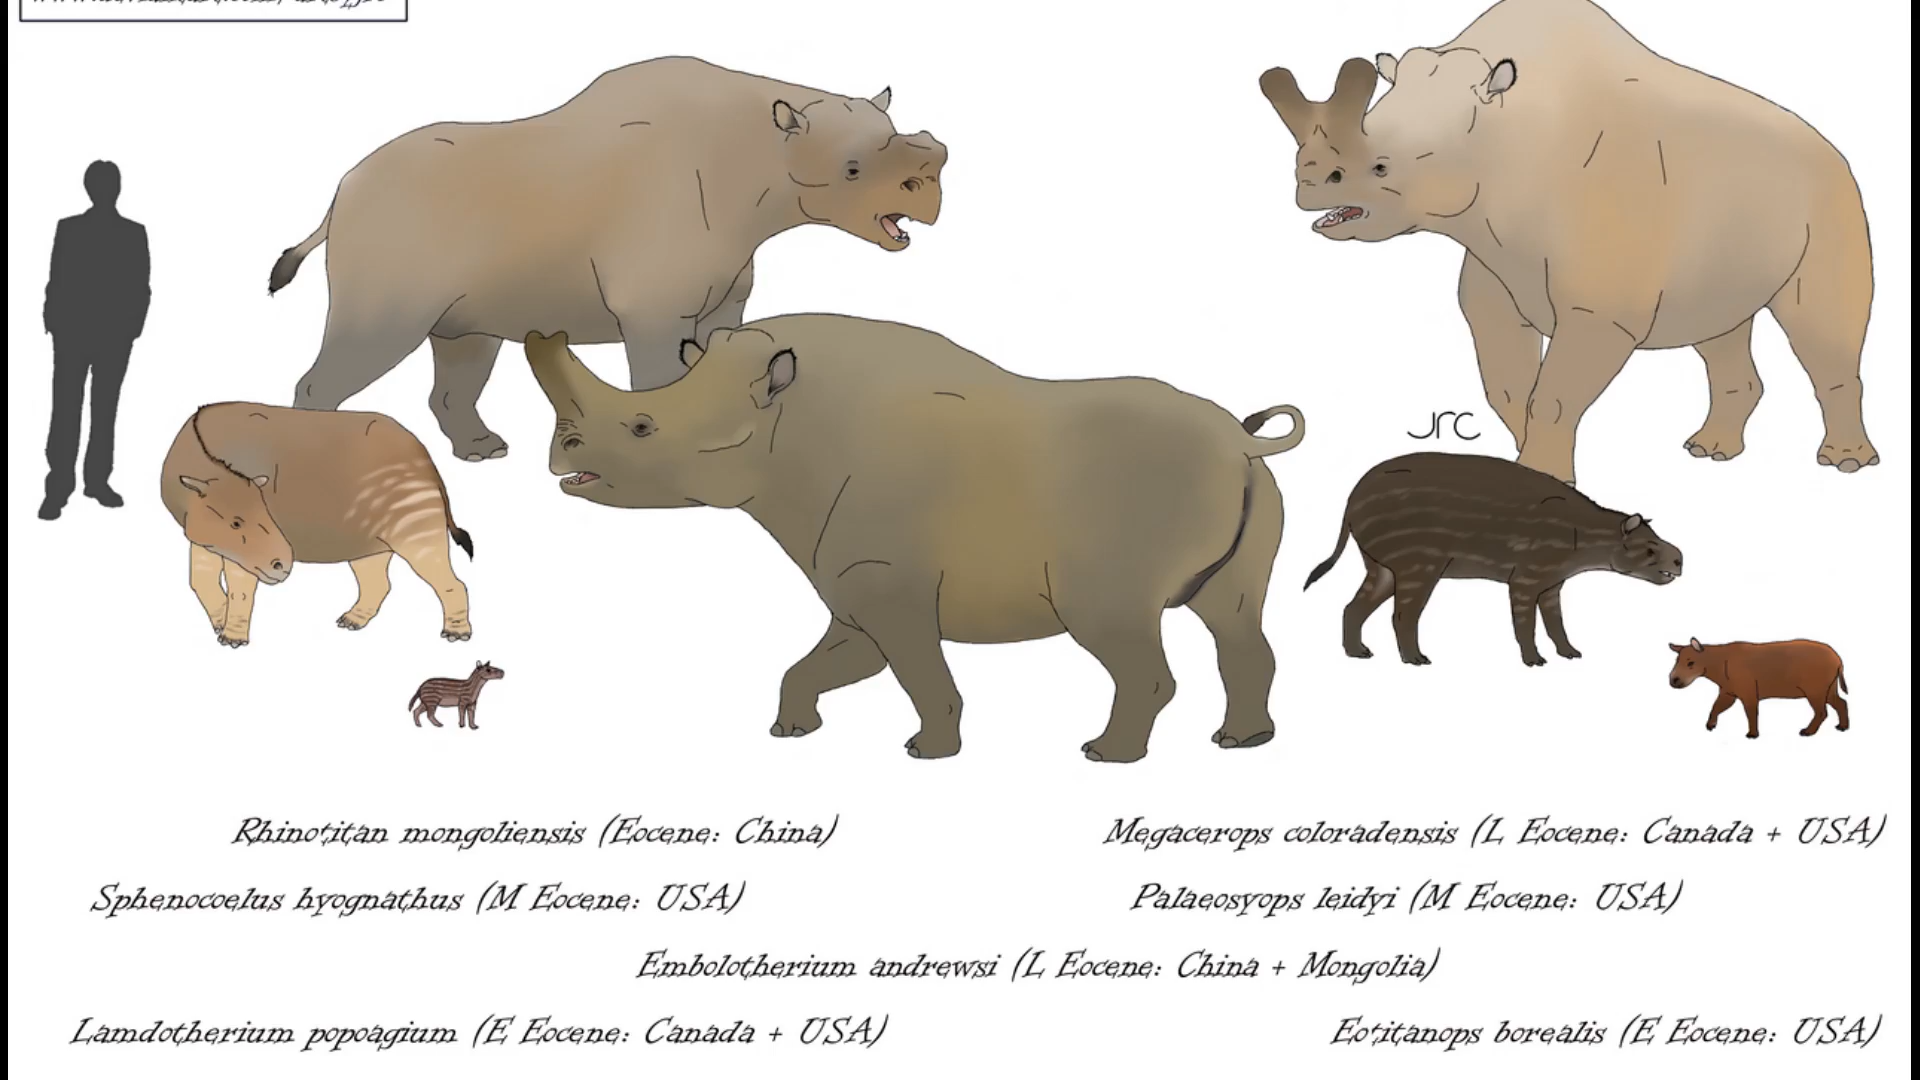 JRC
Rhinotitan mongoliensis (Eocene: China)
Megacerops coloradensis (L Eocene: Canada + USA)
Sphenocoelus hyognathus (M Eocene: USA)
Palaeosyops leidyi (M Eocene: USA)
Embolotherium andrewsi (L Eocene: China + Mongolia)
Lamdotherium popoagium (E Eocene: Canada + USA)
Eotitanops borealis (E Eocene: USA)